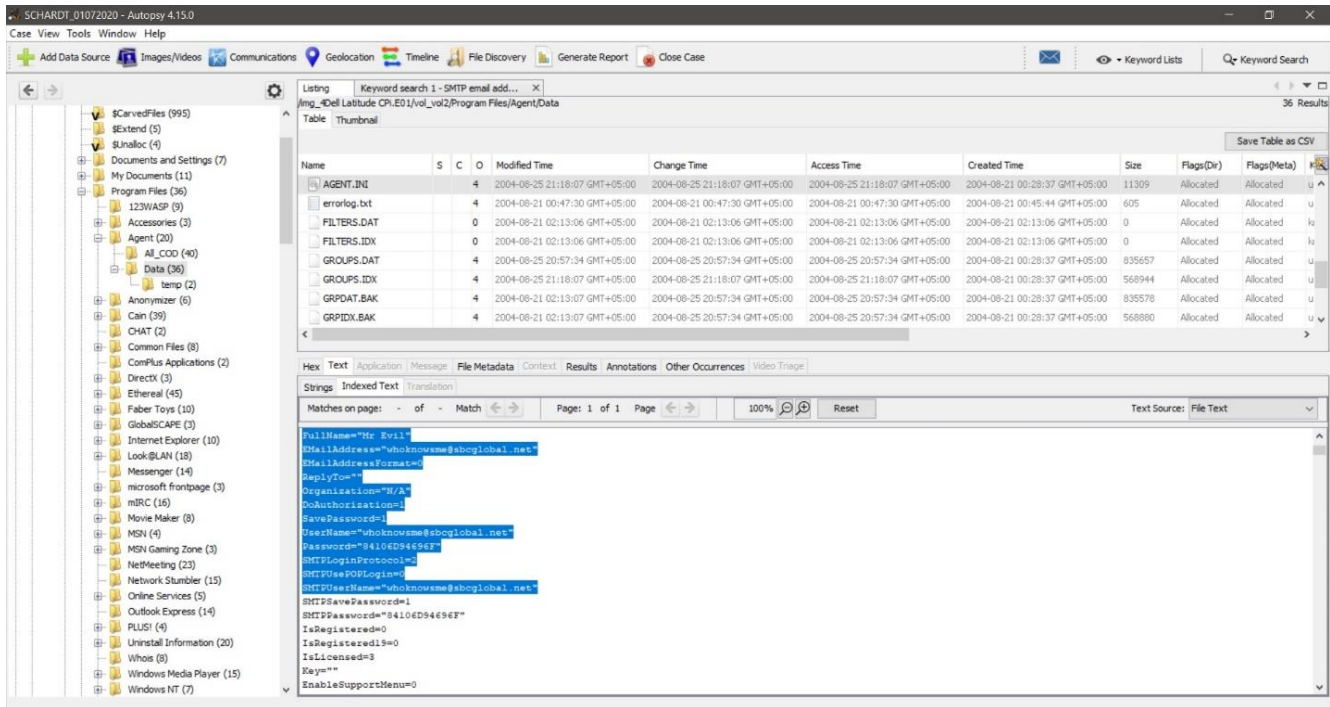 SCHARDT_01072020 - Autopsy 4.15.0
Case View Tools Window Help
Add Data Source Images/Videos Communications Geolocation Timeline File Discovery Generate Report Close Case Keyword Lists Keyword Search
Listing Keyword search 1 - SMTP email add...
/img_4Dell Latitude CPi.E01/vol_vol2/Program Files/Agent/Data
36 Results
Table Thumbnail
Save Table as CSV
Name S C O Modified Time Change Time Access Time Created Time Size Flags(Dir) Flags(Meta)
AGENT.INI 4 2004-08-25 21:18:07 GMT+05:00 2004-08-25 21:18:07 GMT+05:00 2004-08-25 21:18:07 GMT+05:00 2004-08-21 00:28:37 GMT+05:00 11309 Allocated Allocated
errorlog.txt 4 2004-08-21 00:47:30 GMT+05:00 2004-08-21 00:47:30 GMT+05:00 2004-08-21 00:47:30 GMT+05:00 2004-08-21 00:45:44 GMT+05:00 605 Allocated Allocated
FILTERS.DAT 0 2004-08-21 02:13:06 GMT+05:00 2004-08-21 02:13:06 GMT+05:00 2004-08-21 02:13:06 GMT+05:00 2004-08-21 02:13:06 GMT+05:00 0 Allocated Allocated
FILTERS.IDX 0 2004-08-21 02:13:06 GMT+05:00 2004-08-21 02:13:06 GMT+05:00 2004-08-21 02:13:06 GMT+05:00 2004-08-21 02:13:06 GMT+05:00 0 Allocated Allocated
GROUPS.DAT 4 2004-08-25 20:57:34 GMT+05:00 2004-08-25 20:57:34 GMT+05:00 2004-08-25 20:57:34 GMT+05:00 2004-08-21 00:28:37 GMT+05:00 835657 Allocated Allocated
GROUPS.IDX 4 2004-08-25 21:18:07 GMT+05:00 2004-08-25 21:18:07 GMT+05:00 2004-08-25 21:18:07 GMT+05:00 2004-08-21 00:28:37 GMT+05:00 568944 Allocated Allocated
GRPDAT.BAK 4 2004-08-21 02:13:07 GMT+05:00 2004-08-25 20:57:34 GMT+05:00 2004-08-25 20:57:34 GMT+05:00 2004-08-21 00:28:37 GMT+05:00 835578 Allocated Allocated
GRPIDX.BAK 4 2004-08-21 02:13:07 GMT+05:00 2004-08-25 20:57:34 GMT+05:00 2004-08-25 20:57:34 GMT+05:00 2004-08-21 00:28:37 GMT+05:00 568880 Allocated Allocated
$CarvedFiles (995)
$Extend (5)
$Unalloc (4)
Documents and Settings (7)
My Documents (11)
Program Files (36)
123WASP (9)
Accessories (3)
Agent (20)
All_COD (40)
Data (36)
temp (2)
Anonymizer (6)
Cain (39)
CHAT (2)
Common Files (8)
ComPlus Applications (2)
DirectX (3)
Ethereal (45)
Faber Toys (10)
GlobalSCAPE (3)
Internet Explorer (10)
Look@LAN (18)
Messenger (14)
microsoft frontpage (3)
mIRC (16)
Movie Maker (8)
MSN (4)
MSN Gaming Zone (3)
NetMeeting (23)
Network Stumbler (15)
Online Services (5)
Outlook Express (14)
PLUS! (4)
Uninstall Information (20)
Whois (8)
Windows Media Player (15)
Windows NT (7)
Hex Text Application Message File Metadata Context Results Annotations Other Occurrences Video Triage
Strings Indexed Text Translation
Matches on page: - of - Match Page: 1 of 1 Page 100% Reset Text Source: File Text
FullName="Mr Evil"
EMailAddress="whoknowsme@sbcglobal.net"
EMailAddressFormat=0
ReplyTo=""
Organization="N/A"
DoAuthorization=1
SavePassword=1
UserName="whoknowsme@sbcglobal.net"
Password="84106D94696F"
SMTPLoginProtocol=2
SMTPUsePOPLogin=0
SMTPUserName="whoknowsme@sbcglobal.net"
SMTPSavePassword=1
SMTPPassword="84106D94696F"
IsRegistered=0
IsRegistered19=0
IsLicensed=3
Key=""
EnableSupportMenu=0